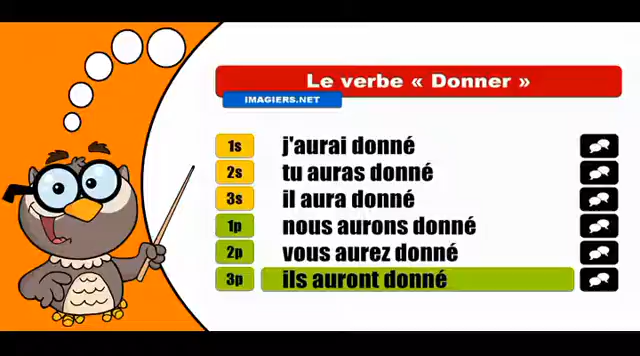 Le verbe « Donner »
IMAGIERS.NET
1s j'aurai donné
2s tu auras donné
3s il aura donné
1p nous aurons donné
2p vous aurez donné
3p ils auront donné